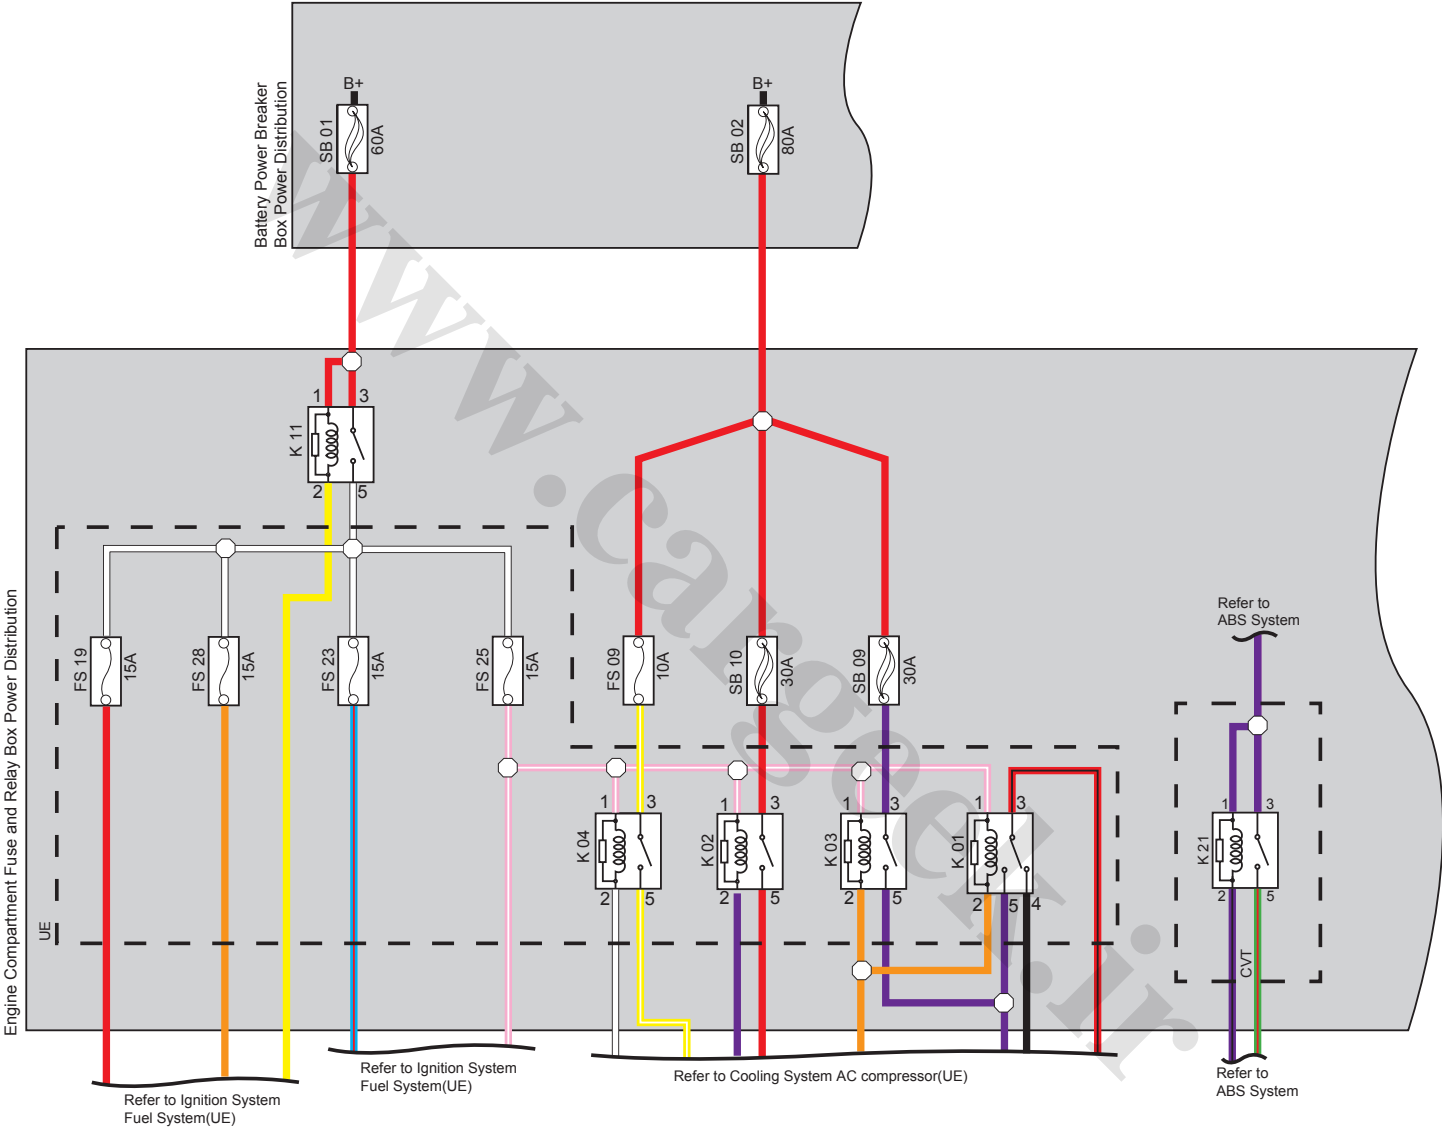 B+
B+
SB 01
60A
SB 02
80A
Battery Power Breaker
Box Power Distribution
1 3
K 11
2 5
Engine Compartment Fuse and Relay Box Power Distribution
FS 19
15A
FS 28
15A
FS 23
15A
FS 25
15A
FS 09
10A
SB 10
30A
SB 09
30A
Refer to
ABS System
1 3
K 04
2 5
1 3
K 02
2 5
1 3
K 03
2 5
1 3
K 01
2 5 4
1 3
K 21
2 5
UE
CVT
Refer to Ignition System
Fuel System(UE)
Refer to Ignition System
Fuel System(UE)
Refer to Cooling System AC compressor(UE)
Refer to
ABS System
www.cargeek.ir